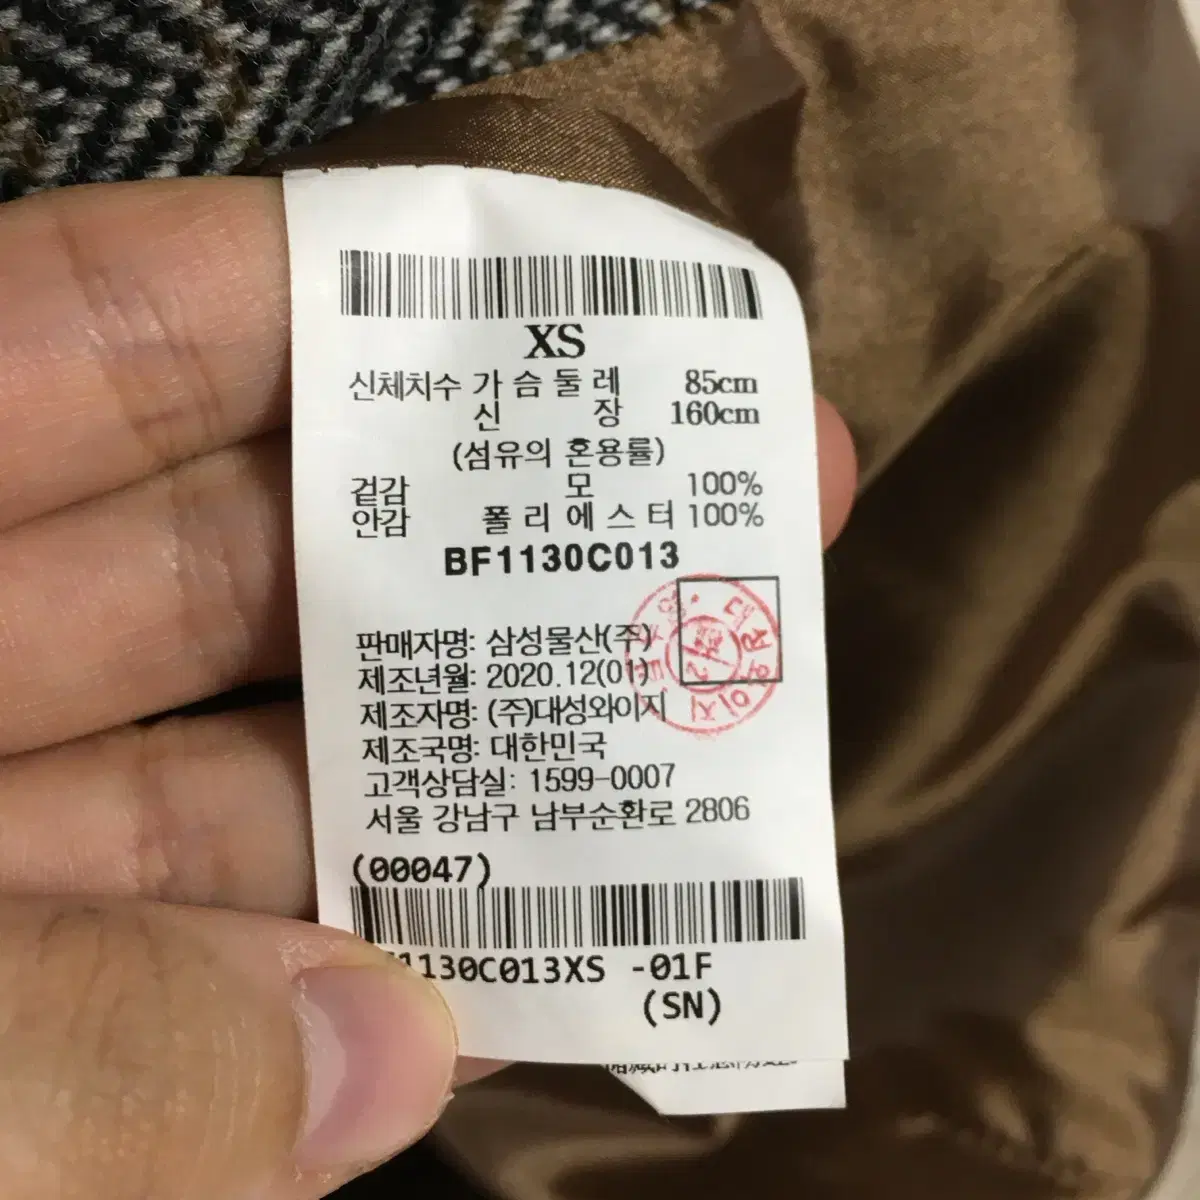 XS
신체치수 가슴둘레 85cm
신장 160cm
(섬유의 혼용률)
겉감 모 100%
안감 폴리에스터 100%
BF1130C013
판매자명: 삼성물산(주)
제조년월: 2020.12(01)
제조자명: (주)대성와이지
제조국명: 대한민국
고객상담실: 1599-0007
서울 강남구 남부순환로 2806
(00047)
1130C013XS -01F
(SN)